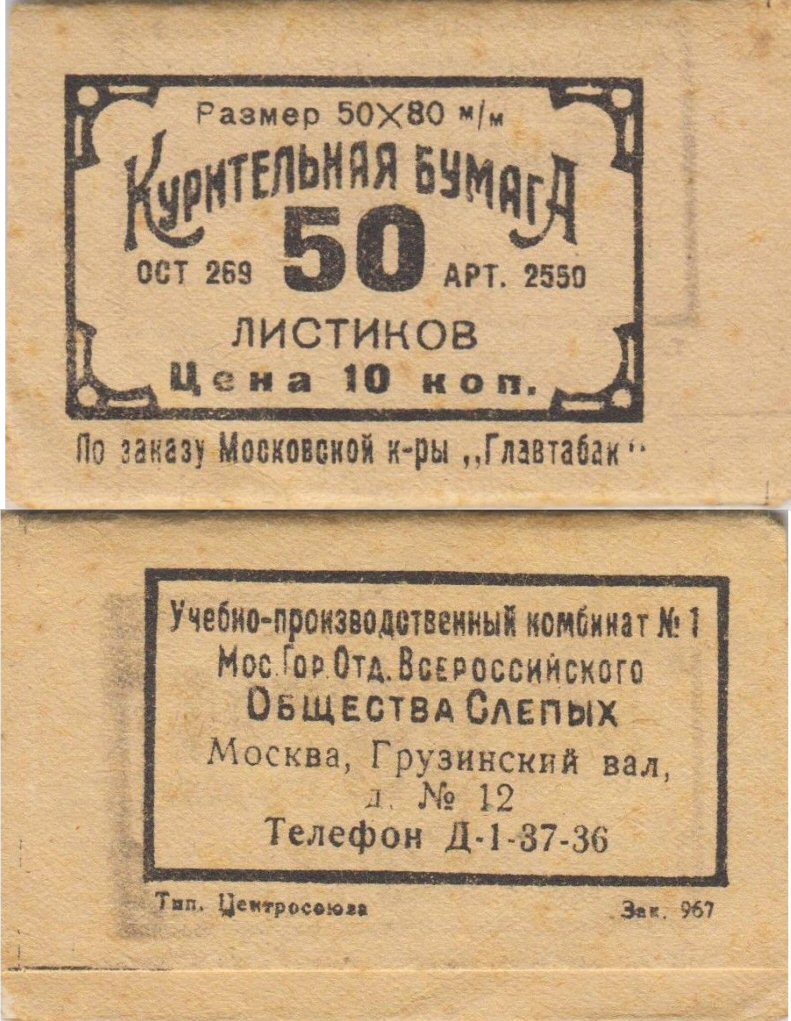 Размер 50×80 м/м
КУРИТЕЛЬНАЯ БУМАГА
ОСТ 269 50 АРТ. 2550
ЛИСТИКОВ
Цена 10 коп.
По заказу Московской к-ры „Главтабак“
Учебно-производственный комбинат № 1
Мос. Гор. Отд. Всероссийского
Общества Слепых
Москва, Грузинский вал,
д. № 12
Телефон Д-1-37-36
Тип. Центросоюза Зак. 967